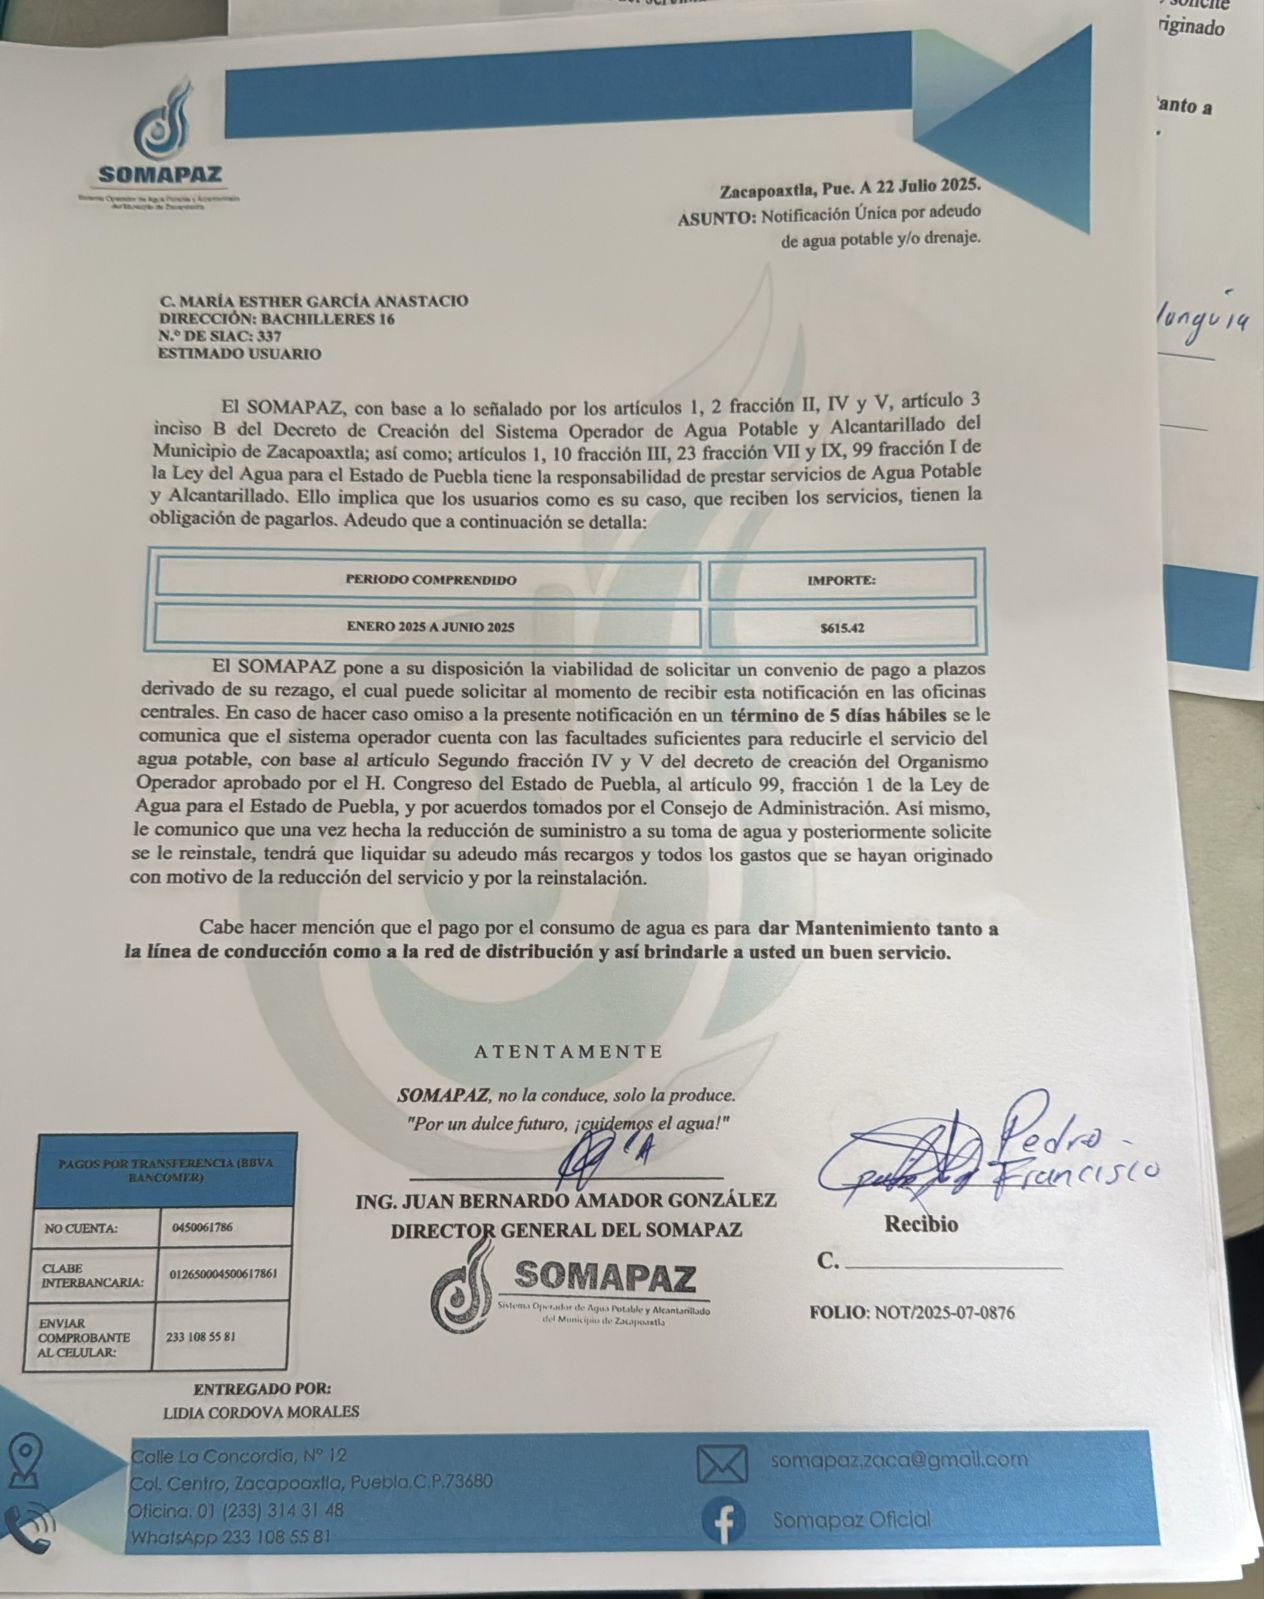 solicite
riginado
anto a
SOMAPAZ
Sistema Operador de Agua Potable y Alcantarillado
del Municipio de Zacapoaxtla
Zacapoaxtla, Pue. A 22 Julio 2025.
ASUNTO: Notificación Única por adeudo
de agua potable y/o drenaje.
C. MARÍA ESTHER GARCÍA ANASTACIO
DIRECCIÓN: BACHILLERES 16
N.º DE SIAC: 337
ESTIMADO USUARIO
El SOMAPAZ, con base a lo señalado por los artículos 1, 2 fracción II, IV y V, artículo 3
inciso B del Decreto de Creación del Sistema Operador de Agua Potable y Alcantarillado del
Municipio de Zacapoaxtla; así como; artículos 1, 10 fracción III, 23 fracción VII y IX, 99 fracción I de
la Ley del Agua para el Estado de Puebla tiene la responsabilidad de prestar servicios de Agua Potable
y Alcantarillado. Ello implica que los usuarios como es su caso, que reciben los servicios, tienen la
obligación de pagarlos. Adeudo que a continuación se detalla:
PERIODO COMPRENDIDO IMPORTE:
ENERO 2025 A JUNIO 2025 $615.42
El SOMAPAZ pone a su disposición la viabilidad de solicitar un convenio de pago a plazos
derivado de su rezago, el cual puede solicitar al momento de recibir esta notificación en las oficinas
centrales. En caso de hacer caso omiso a la presente notificación en un término de 5 días hábiles se le
comunica que el sistema operador cuenta con las facultades suficientes para reducirle el servicio del
agua potable, con base al artículo Segundo fracción IV y V del decreto de creación del Organismo
Operador aprobado por el H. Congreso del Estado de Puebla, al artículo 99, fracción 1 de la Ley de
Agua para el Estado de Puebla, y por acuerdos tomados por el Consejo de Administración. Así mismo,
le comunico que una vez hecha la reducción de suministro a su toma de agua y posteriormente solicite
se le reinstale, tendrá que liquidar su adeudo más recargos y todos los gastos que se hayan originado
con motivo de la reducción del servicio y por la reinstalación.
Cabe hacer mención que el pago por el consumo de agua es para dar Mantenimiento tanto a
la línea de conducción como a la red de distribución y así brindarle a usted un buen servicio.
ATENTAMENTE
SOMAPAZ, no la conduce, solo la produce.
"Por un dulce futuro, ¡cuidemos el agua!"
ING. JUAN BERNARDO AMADOR GONZÁLEZ
DIRECTOR GENERAL DEL SOMAPAZ
SOMAPAZ
Sistema Operador de Agua Potable y Alcantarillado
del Municipio de Zacapoaxtla
Pedro
Francisco
Recibio
C.
FOLIO: NOT/2025-07-0876
PAGOS POR TRANSFERENCIA (BBVA
BANCOMER)
NO CUENTA: 0450061786
CLABE
INTERBANCARIA: 012650004500617861
ENVIAR
COMPROBANTE
AL CELULAR: 233 108 55 81
ENTREGADO POR:
LIDIA CORDOVA MORALES
Calle La Concordia, N° 12
Col. Centro, Zacapoaxtla, Puebla.C.P.73680
Oficina. 01 (233) 314 31 48
WhatsApp 233 108 55 81
somapaz.zaca@gmail.com
Somapaz Oficial